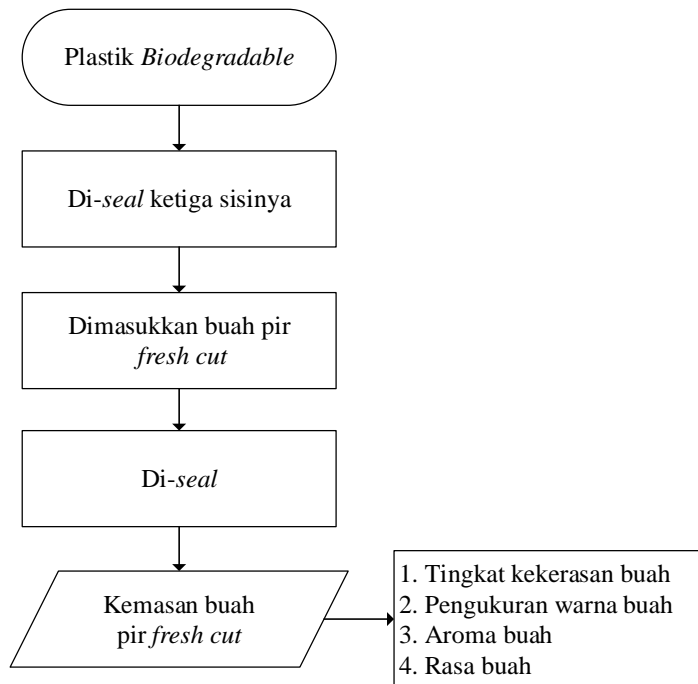 Plastik Biodegradable
Di-seal ketiga sisinya
Dimasukkan buah pir
fresh cut
Di-seal
Kemasan buah
pir fresh cut
1. Tingkat kekerasan buah
2. Pengukuran warna buah
3. Aroma buah
4. Rasa buah